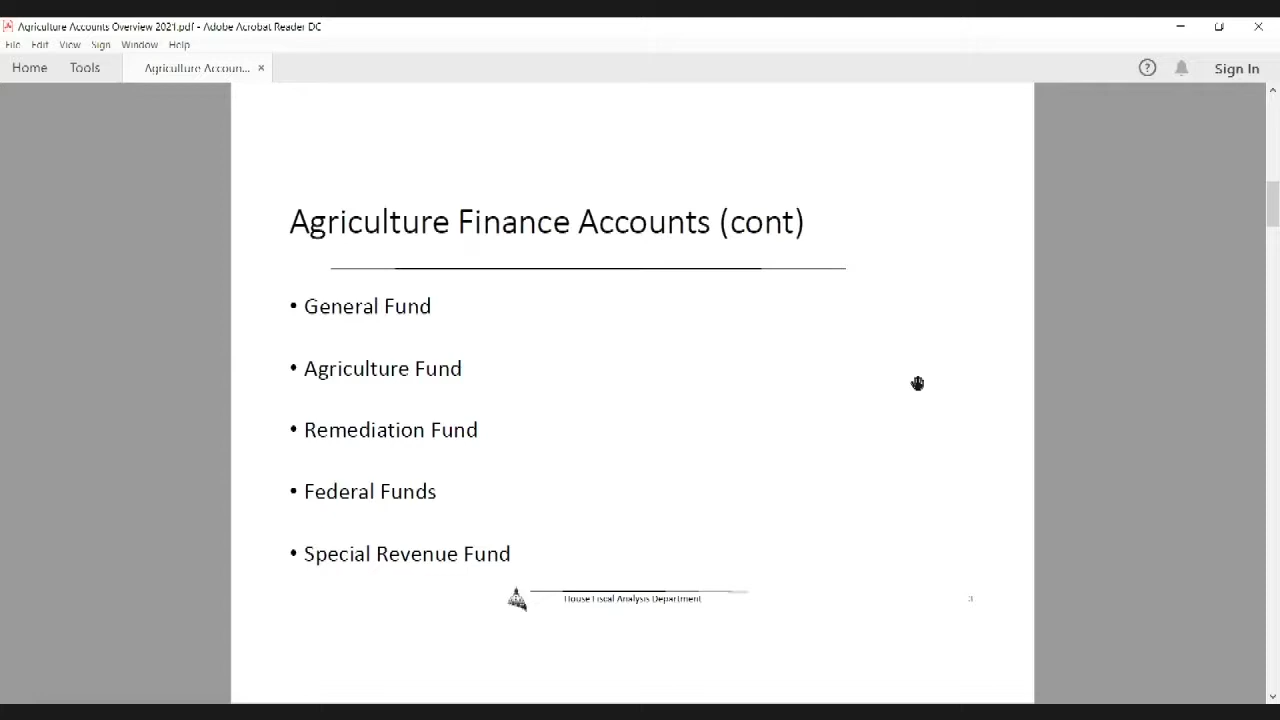 Agriculture Accounts Overview 2021.pdf - Adobe Acrobat Reader DC
File Edit View Sign Window Help
Home Tools Agriculture Accoun... × ? Sign In
Agriculture Finance Accounts (cont)
• General Fund
• Agriculture Fund
• Remediation Fund
• Federal Funds
• Special Revenue Fund
House Fiscal Analysis Department 3